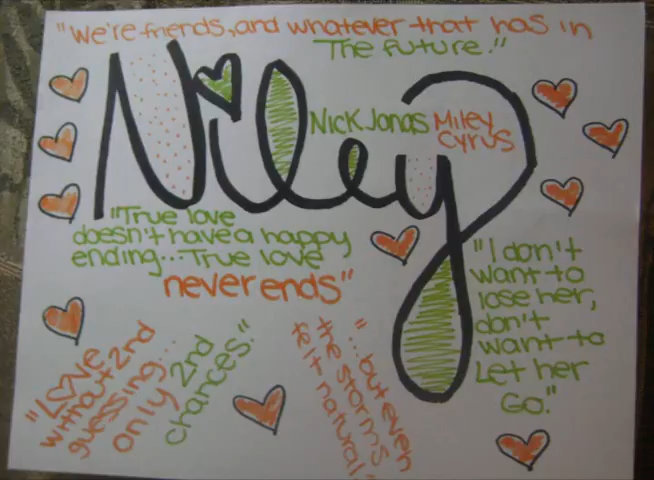 "We're friends, and whatever that has in
The future."
Niley
Nick Jonas Miley
Cyrus
"True love
doesn't have a happy
ending...True love
never ends"
"I don't
want to
lose her,
don't
want to
Let her
Go."
"Love
without 2nd
guessing...
only 2nd
chances."
"...but even
the storms
felt natural"